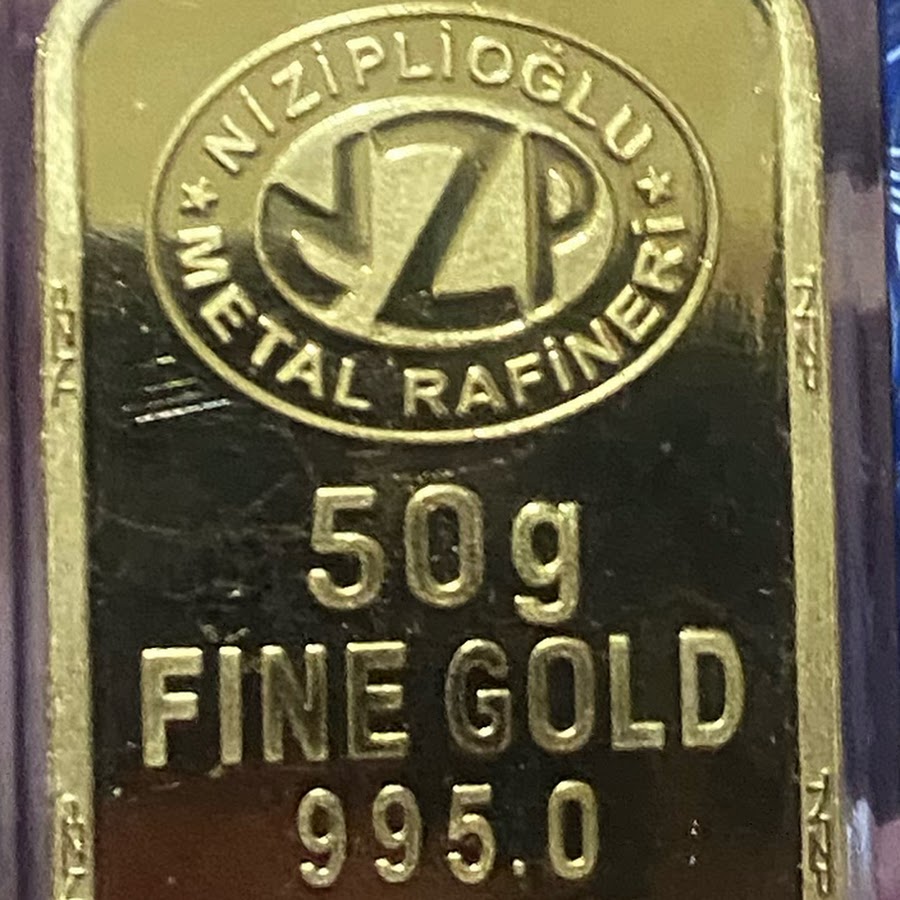 NİZİPLİOĞLU
NZP
METAL RAFİNERİ
50g
FINE GOLD
995.0